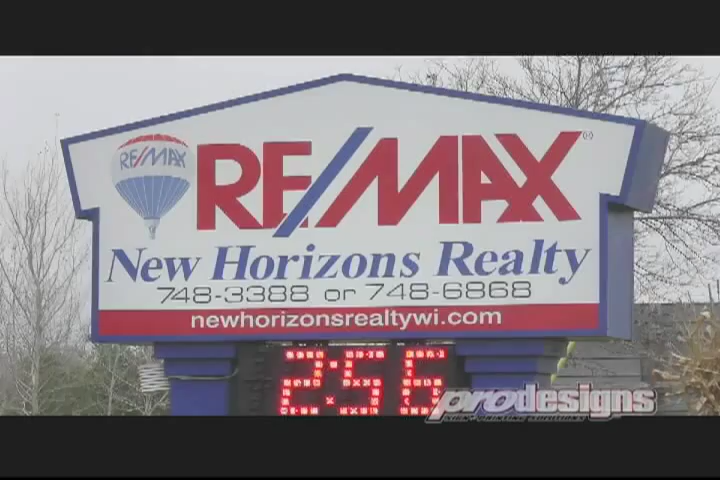 RE/MAX
RE/MAX®
New Horizons Realty
748-3388 or 748-6868
newhorizonsrealtywi.com
2:56
prodesigns